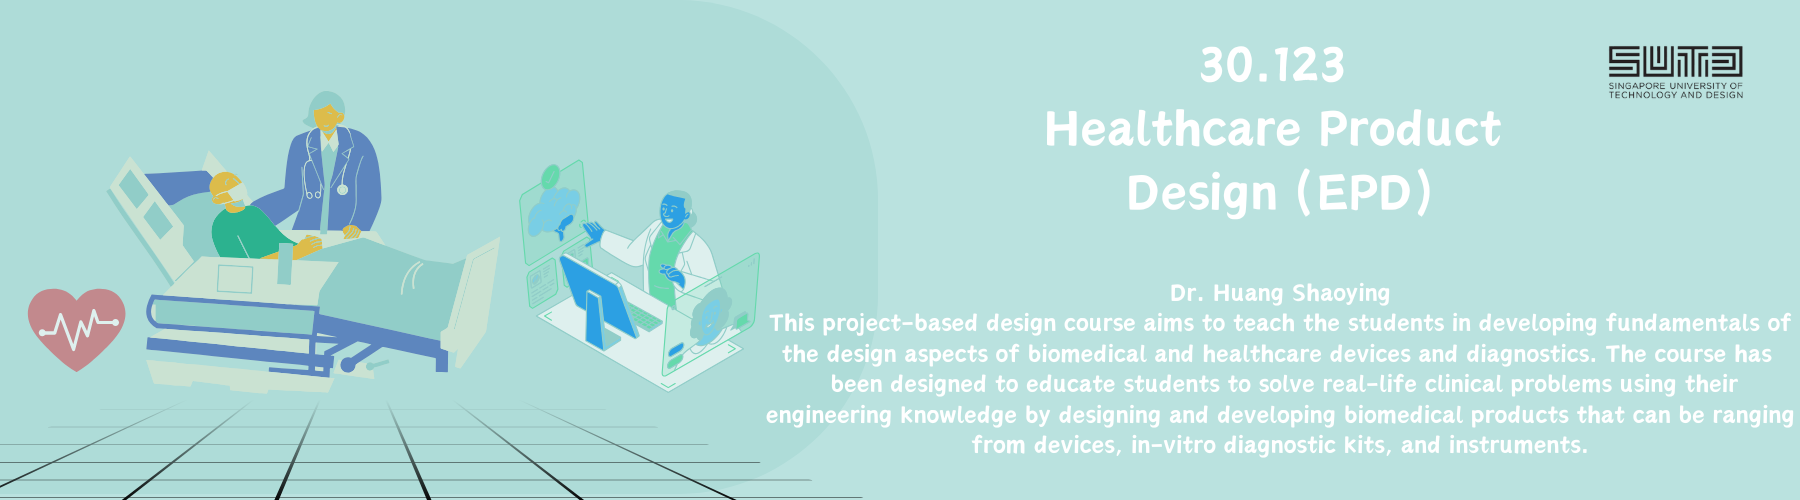 30.123
Healthcare Product
Design (EPD)
SUTD
SINGAPORE UNIVERSITY OF
TECHNOLOGY AND DESIGN
Dr. Huang Shaoying
This project-based design course aims to teach the students in developing fundamentals of
the design aspects of biomedical and healthcare devices and diagnostics. The course has
been designed to educate students to solve real-life clinical problems using their
engineering knowledge by designing and developing biomedical products that can be ranging
from devices, in-vitro diagnostic kits, and instruments.